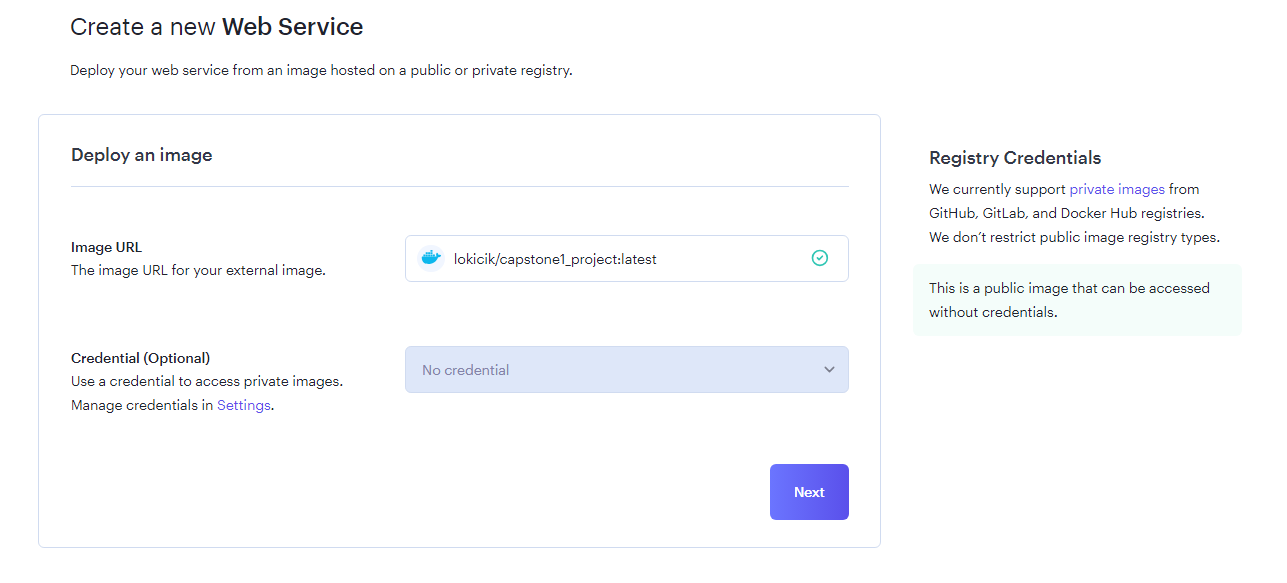 Create a new Web Service
Deploy your web service from an image hosted on a public or private registry.
Deploy an image
Image URL
The image URL for your external image.
lokicik/capstone1_project:latest
Credential (Optional)
Use a credential to access private images.
Manage credentials in Settings.
No credential
Next
Registry Credentials
We currently support private images from
GitHub, GitLab, and Docker Hub registries.
We don’t restrict public image registry types.
This is a public image that can be accessed
without credentials.